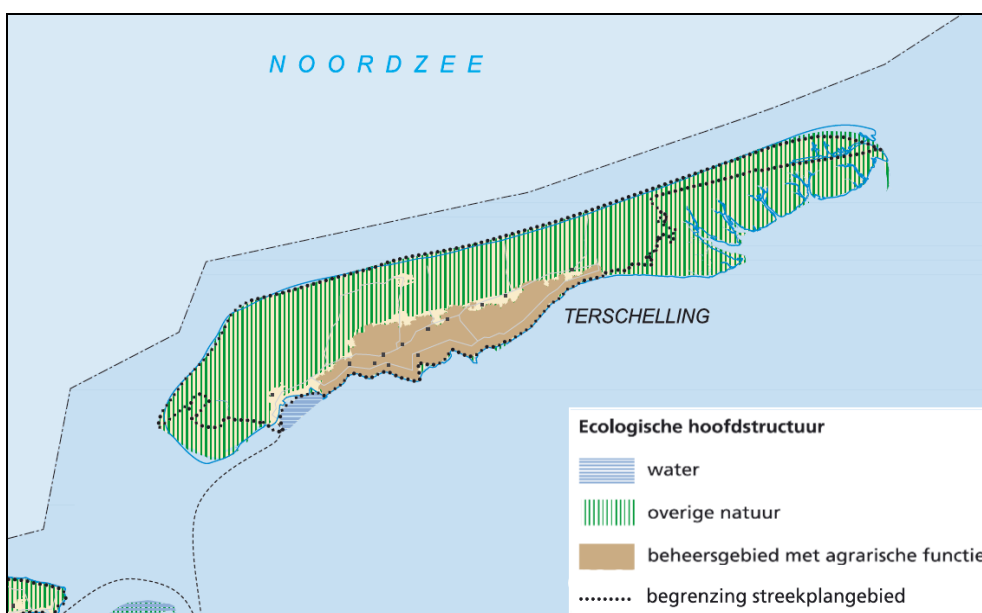 NOORDZEE
TERSCHELLING
Ecologische hoofdstructuur
water
overige natuur
beheersgebied met agrarische functie
begrenzing streekplangebied